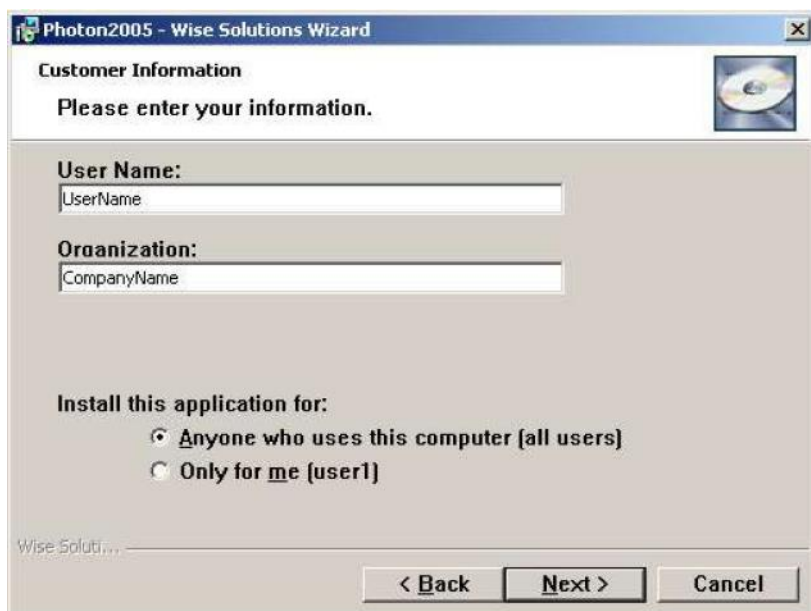 Photon2005 - Wise Solutions Wizard
Customer Information
Please enter your information.
User Name:
UserName
Organization:
CompanyName
Install this application for:
Anyone who uses this computer (all users)
Only for me (user1)
Wise Soluti...
< Back Next > Cancel